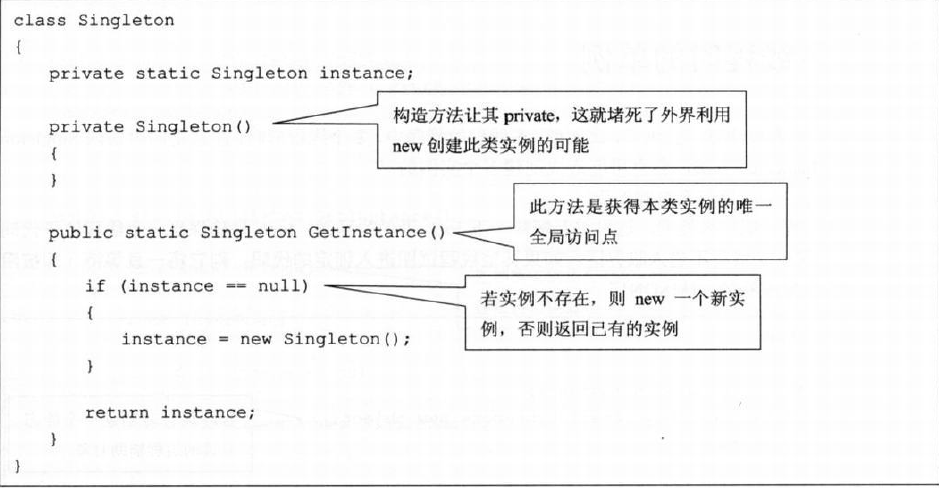 class Singleton
{
private static Singleton instance;
private Singleton()
构造方法让其 private，这就堵死了外界利用
new 创建此类实例的可能
{
}
public static Singleton GetInstance()
此方法是获得本类实例的唯一
全局访问点
{
if (instance == null)
若实例不存在，则 new 一个新实
例，否则返回已有的实例
{
instance = new Singleton();
}
return instance;
}
}